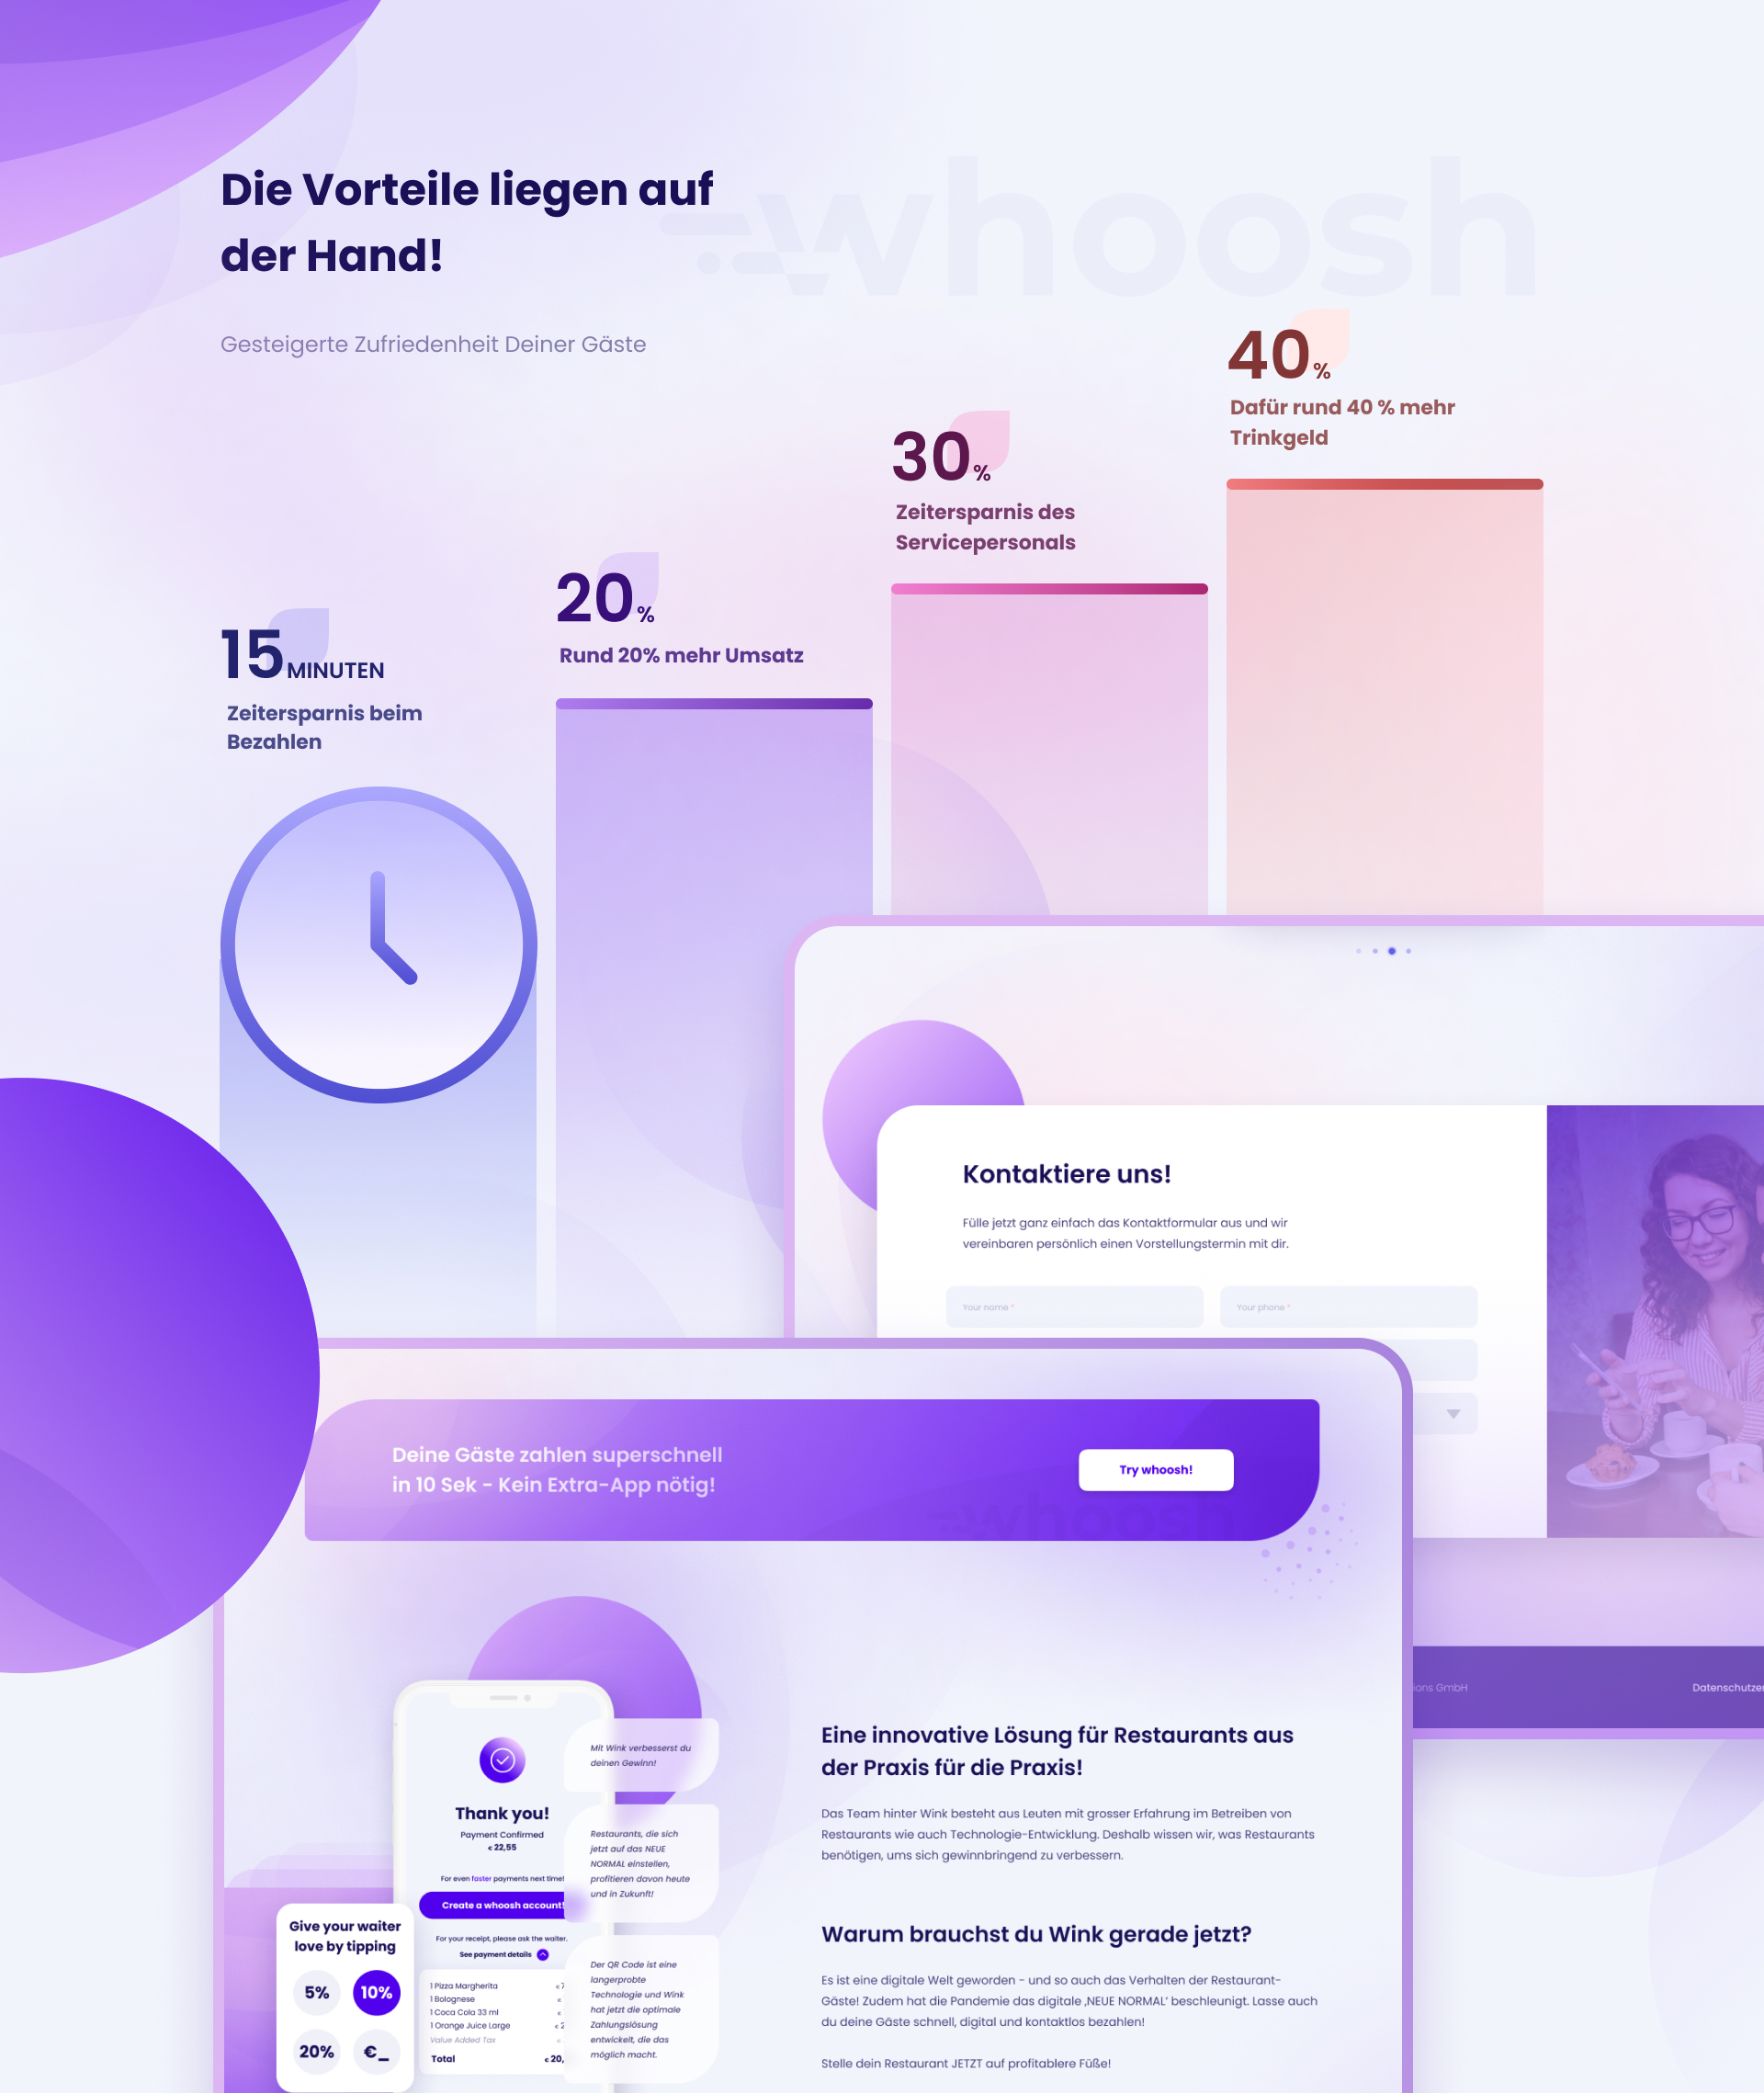 Die Vorteile liegen auf
der Hand!
whoosh
Gesteigerte Zufriedenheit Deiner Gäste
40%
Dafür rund 40 % mehr
Trinkgeld
30%
Zeitersparnis des
Servicepersonals
20%
Rund 20% mehr Umsatz
15 MINUTEN
Zeitersparnis beim
Bezahlen
Kontaktiere uns!
Fülle jetzt ganz einfach das Kontaktformular aus und wir
vereinbaren persönlich einen Vorstellungstermin mit dir.
Your name *
Your phone *
Deine Gäste zahlen superschnell
in 10 Sek - Kein Extra-App nötig!
Try whoosh!
whoosh
GmbH
Eine innovative Lösung für Restaurants aus
der Praxis für die Praxis!
Das Team hinter Wink besteht aus Leuten mit grosser Erfahrung im Betreiben von
Restaurants wie auch Technologie-Entwicklung. Deshalb wissen wir, was Restaurants
benötigen, ums sich gewinnbringend zu verbessern.
Warum brauchst du Wink gerade jetzt?
Es ist eine digitale Welt geworden - und so auch das Verhalten der Restaurant-
Gäste! Zudem hat die Pandemie das digitale ‚NEUE NORMAL’ beschleunigt. Lasse auch
du deine Gäste schnell, digital und kontaktlos bezahlen!
Stelle dein Restaurant JETZT auf profitablere Füße!
Mit Wink verbesserst du
deinen Gewinn!
Restaurants, die sich
jetzt auf das NEUE
NORMAL einstellen,
profitieren davon heute
und in Zukunft!
Der QR Code ist eine
langerprobte
Technologie und Wink
hat jetzt die optimale
Zahlungslösung
entwickelt, die das
möglich macht.
Thank you!
Payment Confirmed
€ 22,55
For even faster payments next time!
Create a whoosh account!
For your receipt, please ask the waiter.
See payment details
1 Pizza Margherita
1 Bolognese
1 Coca Cola 33 ml
1 Orange Juice Large
Value Added Tax
Total € 20,
Give your waiter
love by tipping
5% 10%
20% €_